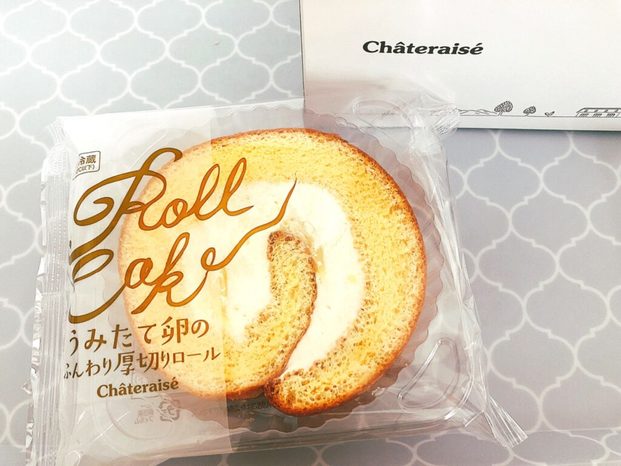 Châteraisé
冷蔵
Roll
Cake
うみたて卵の
ふんわり厚切りロール
Châteraisé